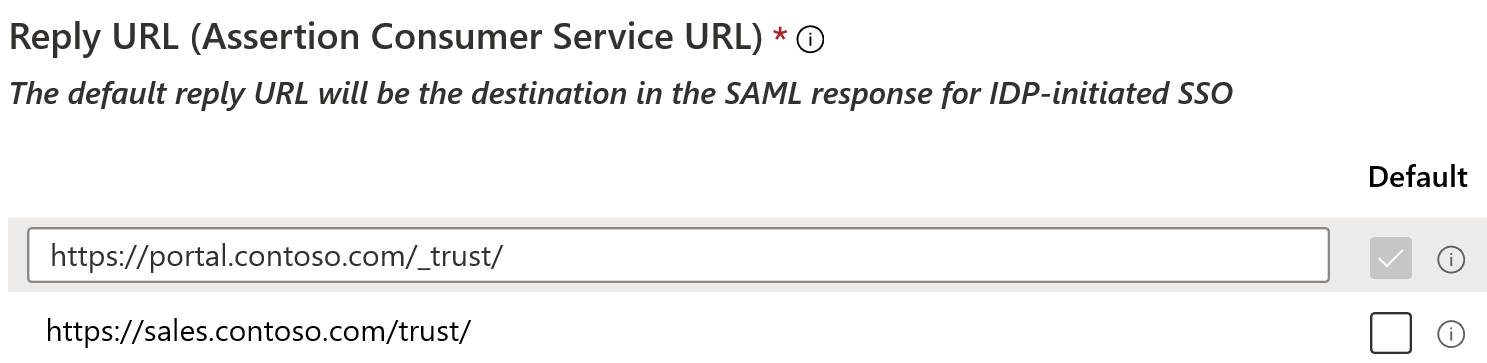 Reply URL (Assertion Consumer Service URL) * ⓘ
The default reply URL will be the destination in the SAML response for IDP-initiated SSO
Default
https://portal.contoso.com/_trust/
https://sales.contoso.com/trust/